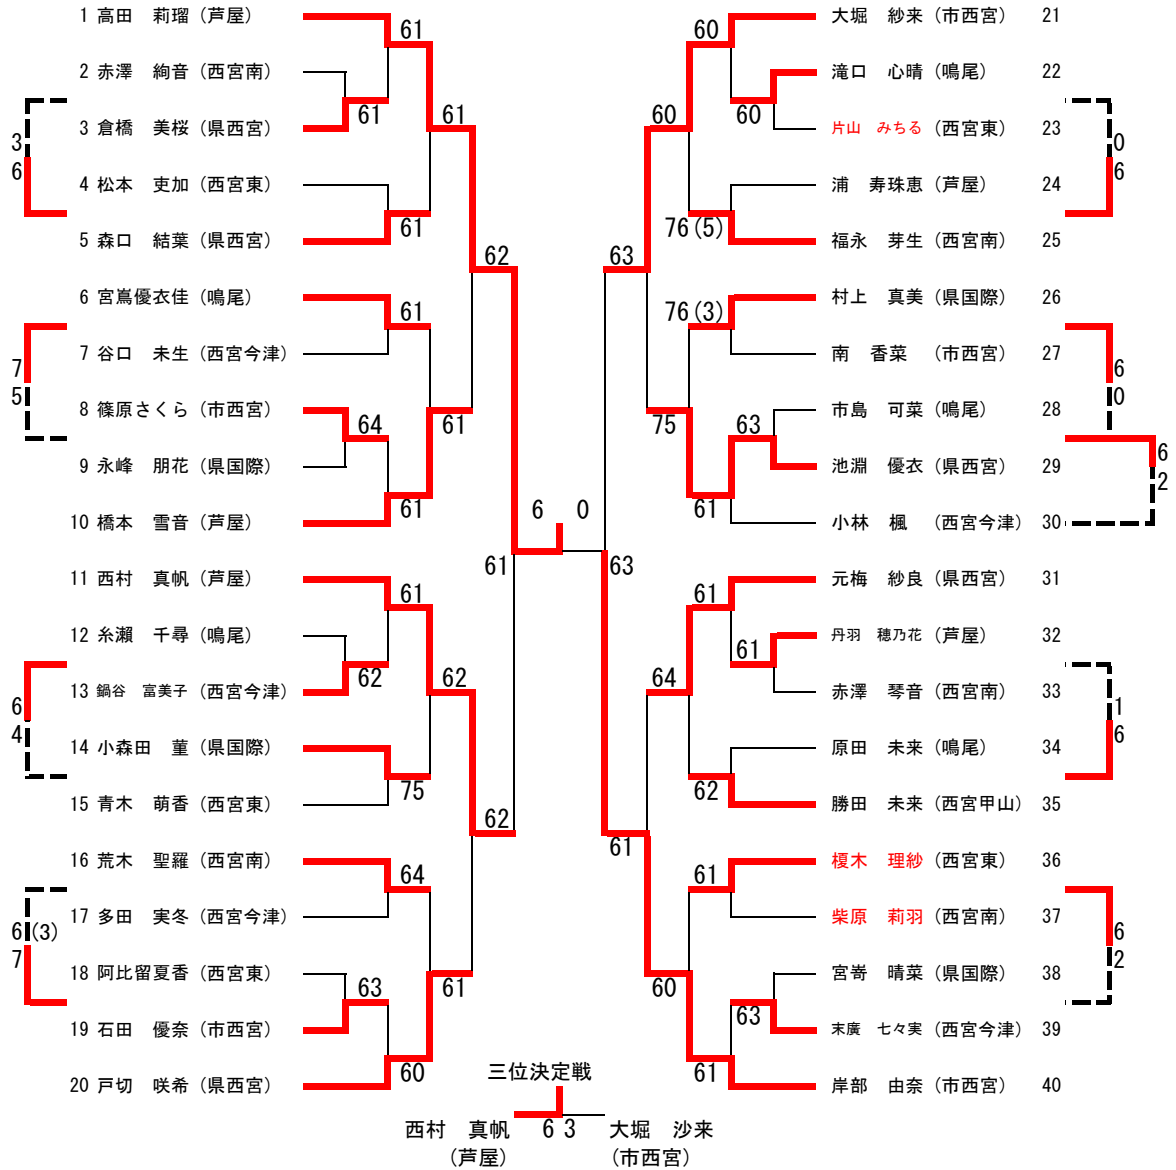 1 高田　莉瑠 (芦屋)
2 赤澤　絢音 (西宮南)
3 倉橋　美桜 (県西宮)
4 松本　吏加 (西宮東)
5 森口　結葉 (県西宮)
6 宮嶌優衣佳 (鳴尾)
7 谷口　未生 (西宮今津)
8 篠原さくら (市西宮)
9 永峰　朋花 (県国際)
10 橋本　雪音 (芦屋)
11 西村　真帆 (芦屋)
12 糸瀬　千尋 (鳴尾)
13 鍋谷　富美子 (西宮今津)
14 小森田　菫 (県国際)
15 青木　萌香 (西宮東)
16 荒木　聖羅 (西宮南)
17 多田　実冬 (西宮今津)
18 阿比留夏香 (西宮東)
19 石田　優奈 (市西宮)
20 戸切　咲希 (県西宮)
3
6
7
5
6
4
6 (3)
7
61
61
61
61
64
61
61
62
75
64
63
60
61
61
62
61
62
62
61
6 0
63
63
61
60
75
64
60
60
60
76(5)
76(3)
63
61
61
61
62
61
63
61
大堀　紗来 (市西宮) 21
滝口　心晴 (鳴尾) 22
片山　みちる (西宮東) 23
浦　寿珠恵 (芦屋) 24
福永　芽生 (西宮南) 25
村上　真美 (県国際) 26
南　香菜 (市西宮) 27
市島　可菜 (鳴尾) 28
池淵　優衣 (県西宮) 29
小林　楓 (西宮今津) 30
元梅　紗良 (県西宮) 31
丹羽　穂乃花 (芦屋) 32
赤澤　琴音 (西宮南) 33
原田　未来 (鳴尾) 34
勝田　未来 (西宮甲山) 35
榎木　理紗 (西宮東) 36
柴原　莉羽 (西宮南) 37
宮嵜　晴菜 (県国際) 38
末廣　七々実 (西宮今津) 39
岸部　由奈 (市西宮) 40
0
6
6
0
6
2
1
6
6
2
三位決定戦
西村　真帆 6 3 大堀　沙来
(芦屋) (市西宮)